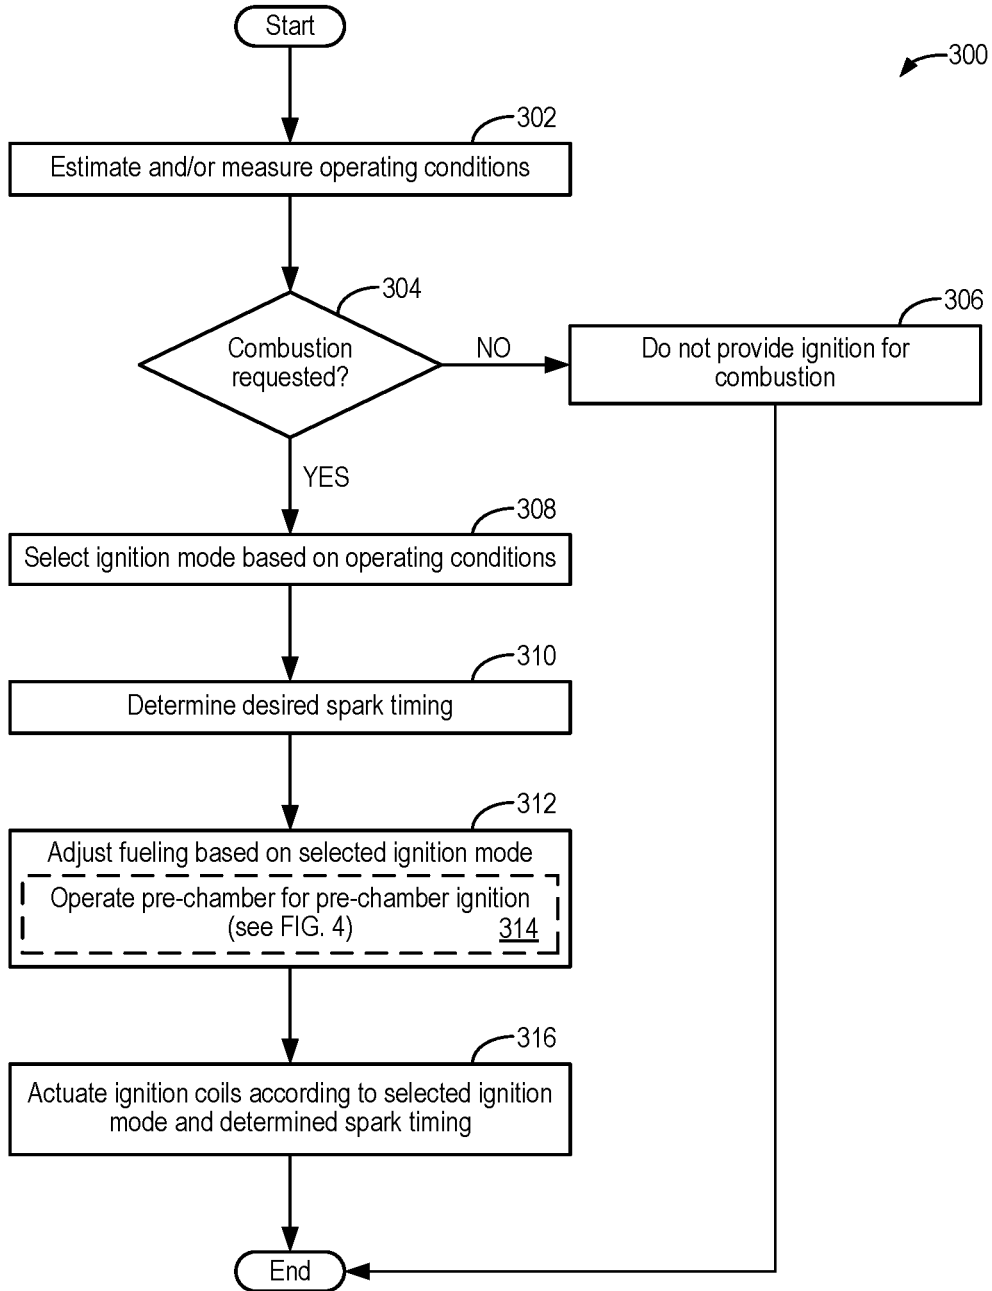 Start
300
302
Estimate and/or measure operating conditions
304
Combustion
requested?
NO
306
Do not provide ignition for
combustion
YES
308
Select ignition mode based on operating conditions
310
Determine desired spark timing
312
Adjust fueling based on selected ignition mode
Operate pre-chamber for pre-chamber ignition
(see FIG. 4)
314
316
Actuate ignition coils according to selected ignition
mode and determined spark timing
End